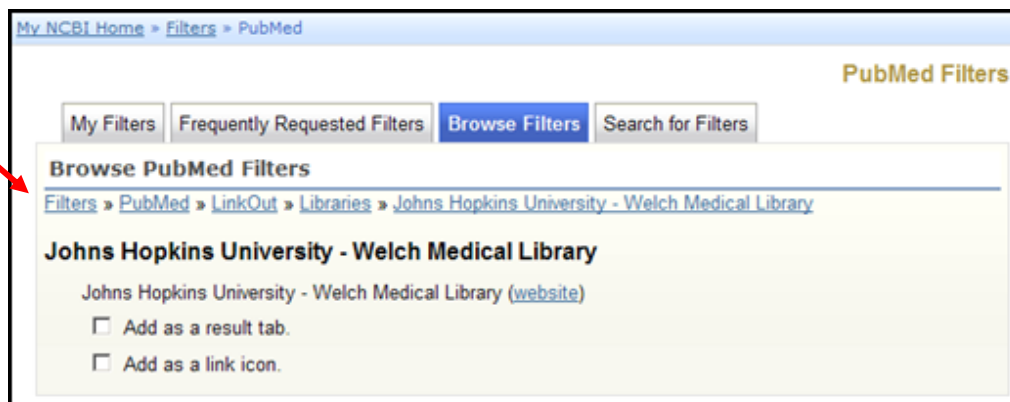 My NCBI Home » Filters » PubMed
PubMed Filters
My Filters Frequently Requested Filters Browse Filters Search for Filters
Browse PubMed Filters
Filters » PubMed » LinkOut » Libraries » Johns Hopkins University - Welch Medical Library
Johns Hopkins University - Welch Medical Library
Johns Hopkins University - Welch Medical Library (website)
Add as a result tab.
Add as a link icon.